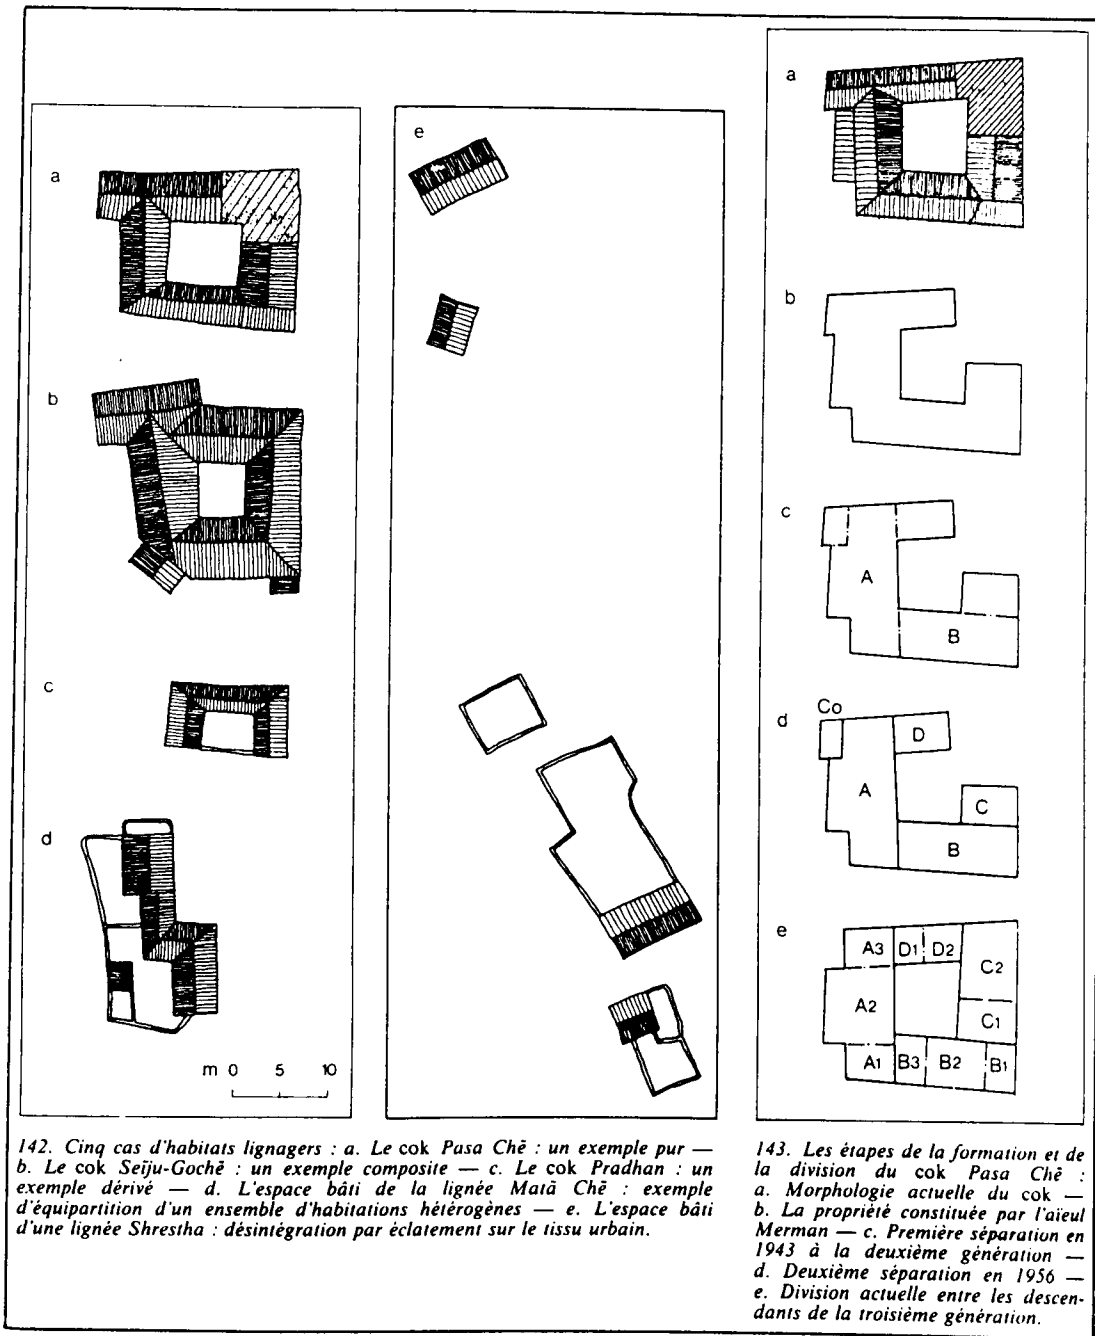 a
b
c
d
m 0 5 10
e
a
b
c
A
B
d
Co
D
A
C
B
e
A3 D1 D2
C2
A2
C1
A1 B3 B2 B1
142. Cinq cas d'habitats lignagers : a. Le cok Pasa Chē : un exemple pur —
b. Le cok Seïju-Gochē : un exemple composite — c. Le cok Pradhan : un
exemple dérivé — d. L'espace bâti de la lignée Matā Chē : exemple
d'équipartition d'un ensemble d'habitations hétérogènes — e. L'espace bâti
d'une lignée Shrestha : désintégration par éclatement sur le tissu urbain.
143. Les étapes de la formation et de
la division du cok Pasa Chē :
a. Morphologie actuelle du cok —
b. La propriété constituée par l'aïeul
Merman — c. Première séparation en
1943 à la deuxième génération —
d. Deuxième séparation en 1956 —
e. Division actuelle entre les descen-
dants de la troisième génération.